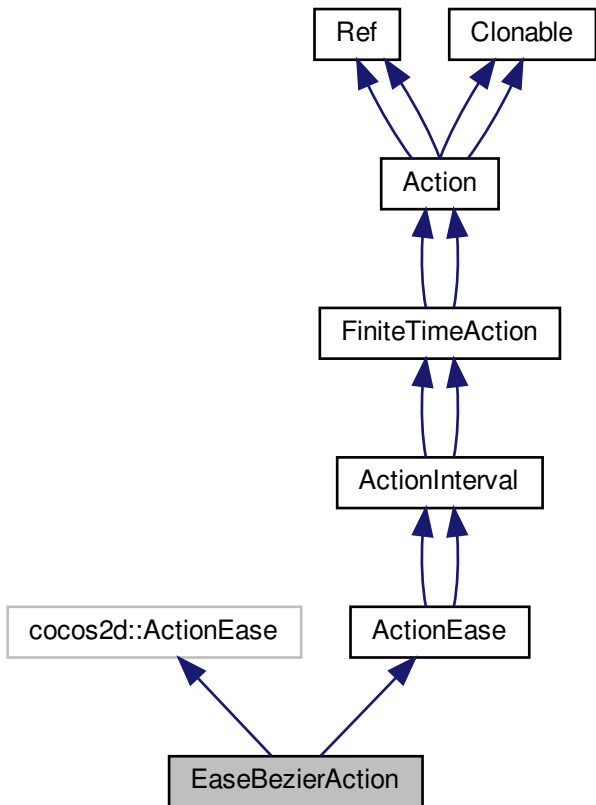 Ref
Clonable
Action
FiniteTimeAction
ActionInterval
cocos2d::ActionEase
ActionEase
EaseBezierAction